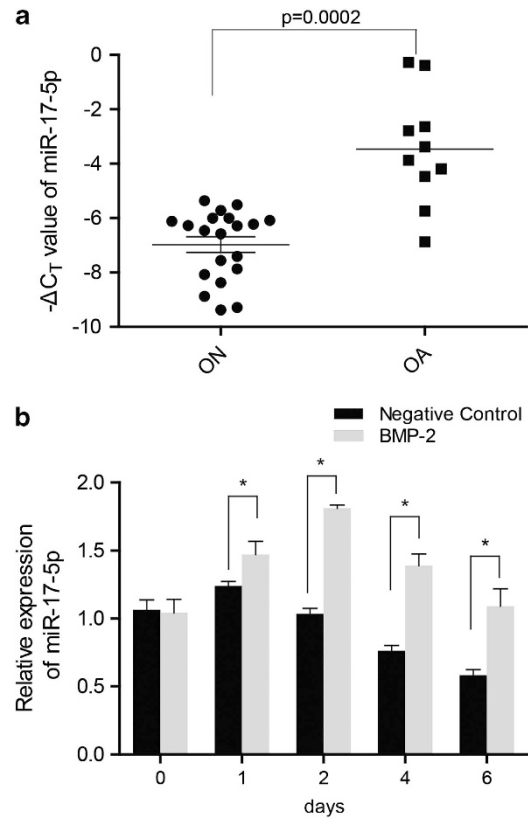 a
p=0.0002
-ΔCT value of miR-17-5p
0
-2
-4
-6
-8
-10
ON
OA
b
Negative Control
BMP-2
Relative expression
of miR-17-5p
2.0
1.5
1.0
0.5
0.0
*
*
*
*
0
1
2
4
6
days